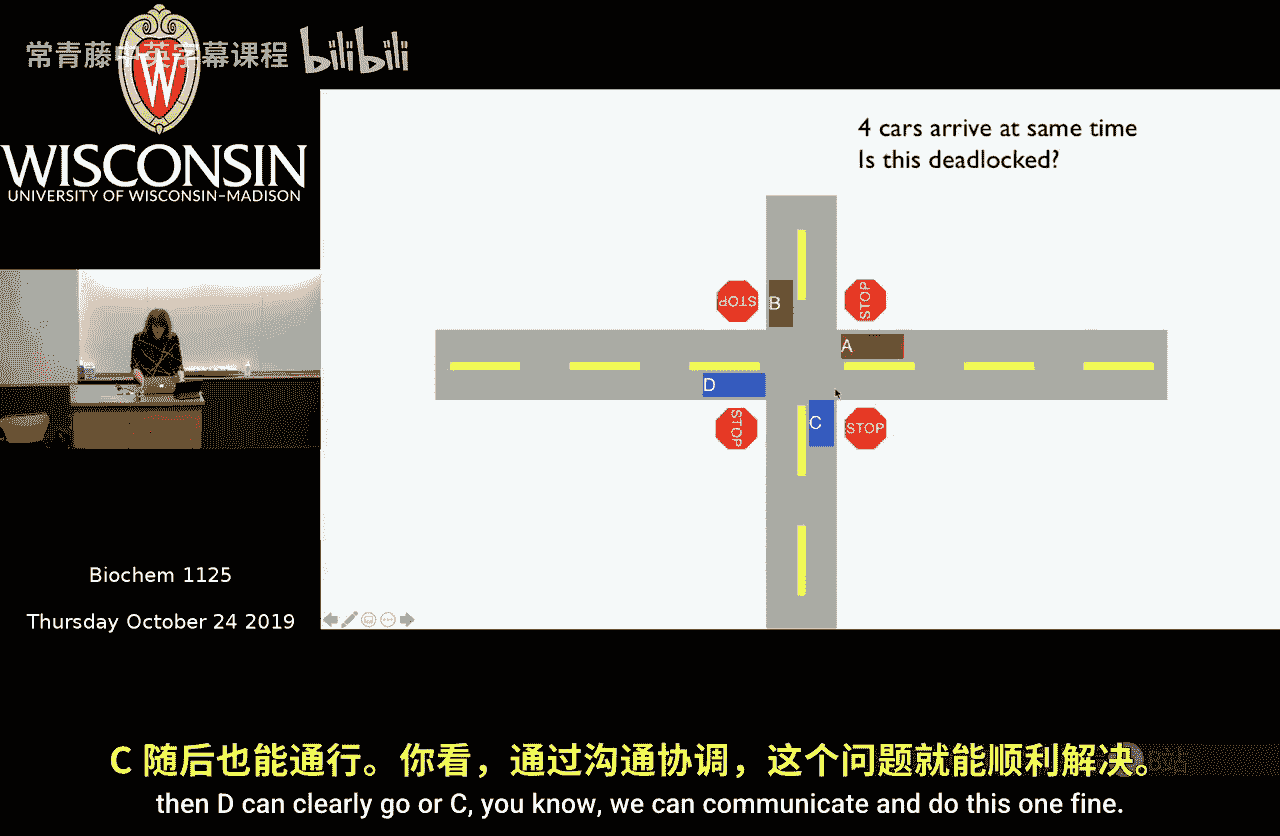 常青藤中英字幕课程 bilibili
W
WISCONSIN
UNIVERSITY OF WISCONSIN-MADISON
4 cars arrive at same time
Is this deadlocked?
STOP
B
STOP
A
D
C
STOP
STOP
Biochem 1125
Thursday October 24 2019
C 随后也能通行。你看，通过沟通协调，这个问题就能顺利解决。
then D can clearly go or C, you know, we can communicate and do this one fine.